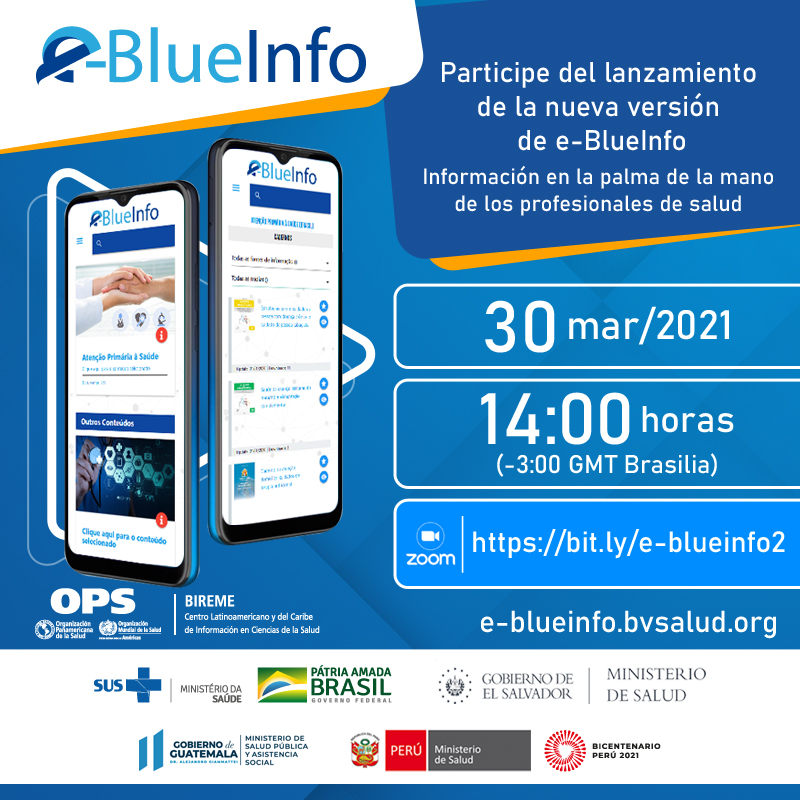 e-BlueInfo
Participe del lanzamiento
de la nueva versión
de e-BlueInfo
Información en la palma de la mano
de los profesionales de salud
e-BlueInfo
Atenção Primária à Saúde
Outros Conteúdos
Clique aqui para o conteúdo
selecionado
e-BlueInfo
30 mar/2021
14:00 horas
(-3:00 GMT Brasilia)
zoom
https://bit.ly/e-blueinfo2
e-blueinfo.bvsalud.org
OPS
Organización
Panamericana
de la Salud
Organización
Mundial de la Salud
Américas
BIREME
Centro Latinoamericano y del Caribe
de Información en Ciencias de la Salud
SUS
MINISTÉRIO DA
SAÚDE
PÁTRIA AMADA
BRASIL
GOVERNO FEDERAL
GOBIERNO DE
EL SALVADOR
MINISTERIO
DE SALUD
GOBIERNO de
GUATEMALA
DR. ALEJANDRO GIAMMATTEI
MINISTERIO DE
SALUD PÚBLICA
Y ASISTENCIA
SOCIAL
PERÚ
Ministerio
de Salud
BICENTENARIO
PERÚ 2021